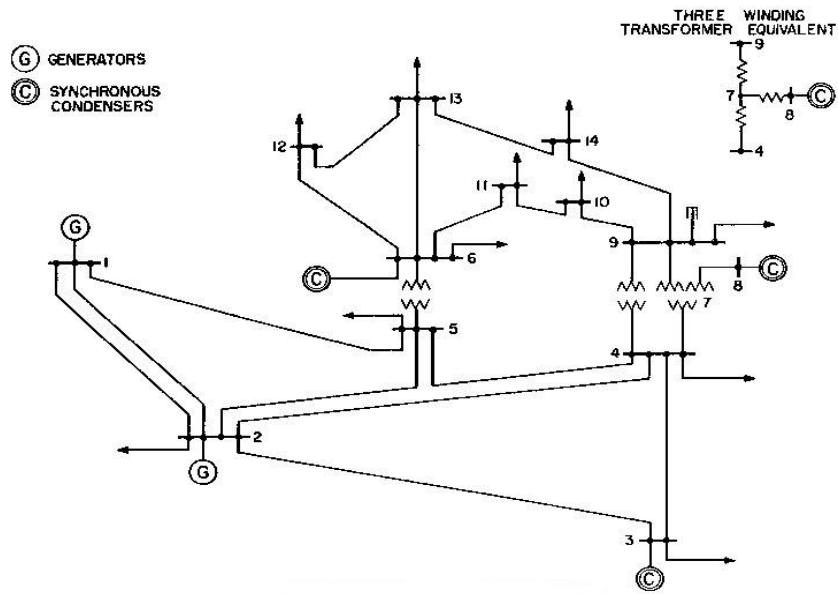 THREE WINDING
TRANSFORMER EQUIVALENT
9
7
C
8
4
G GENERATORS
C SYNCHRONOUS
CONDENSERS
13
12
14
11
10
G
1
6
9
C
8
C
7
5
4
2
G
3
C